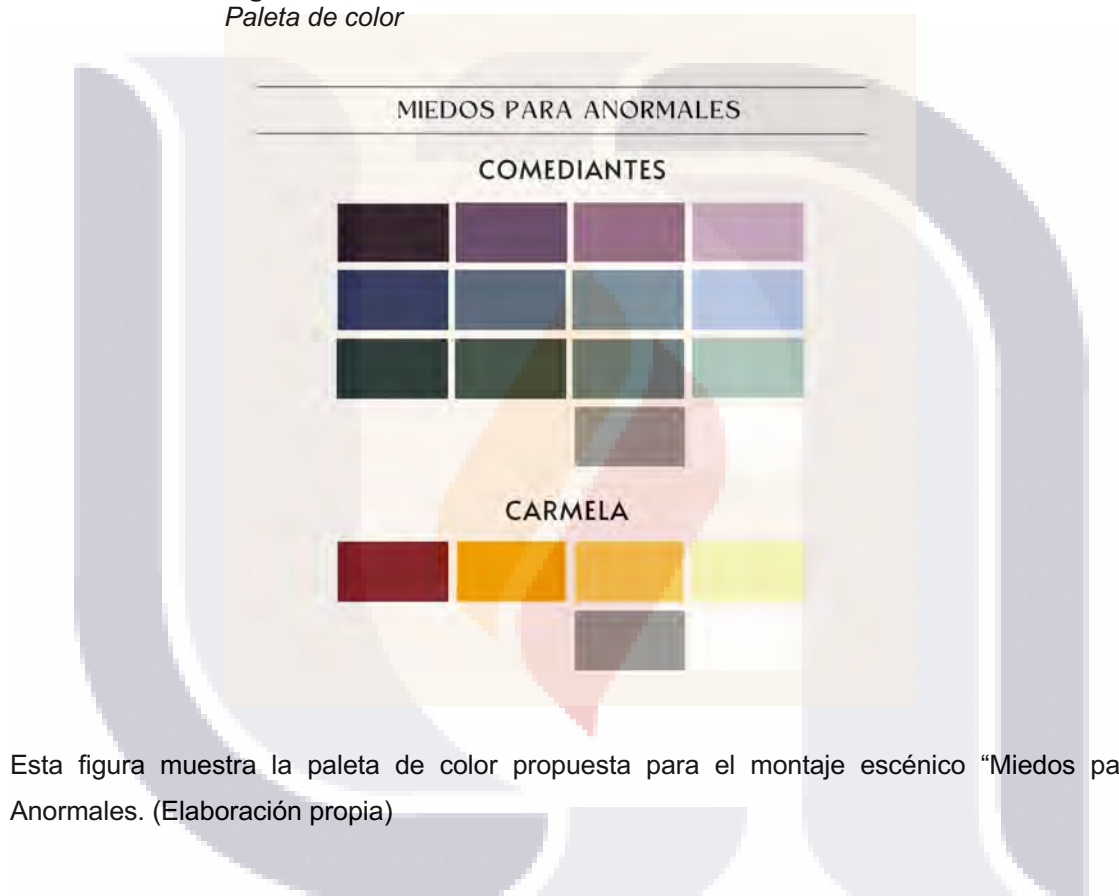 Paleta de color
MIEDOS PARA ANORMALES
COMEDIANTES
CARMELA
Esta figura muestra la paleta de color propuesta para el montaje escénico “Miedos pa
Anormales. (Elaboración propia)